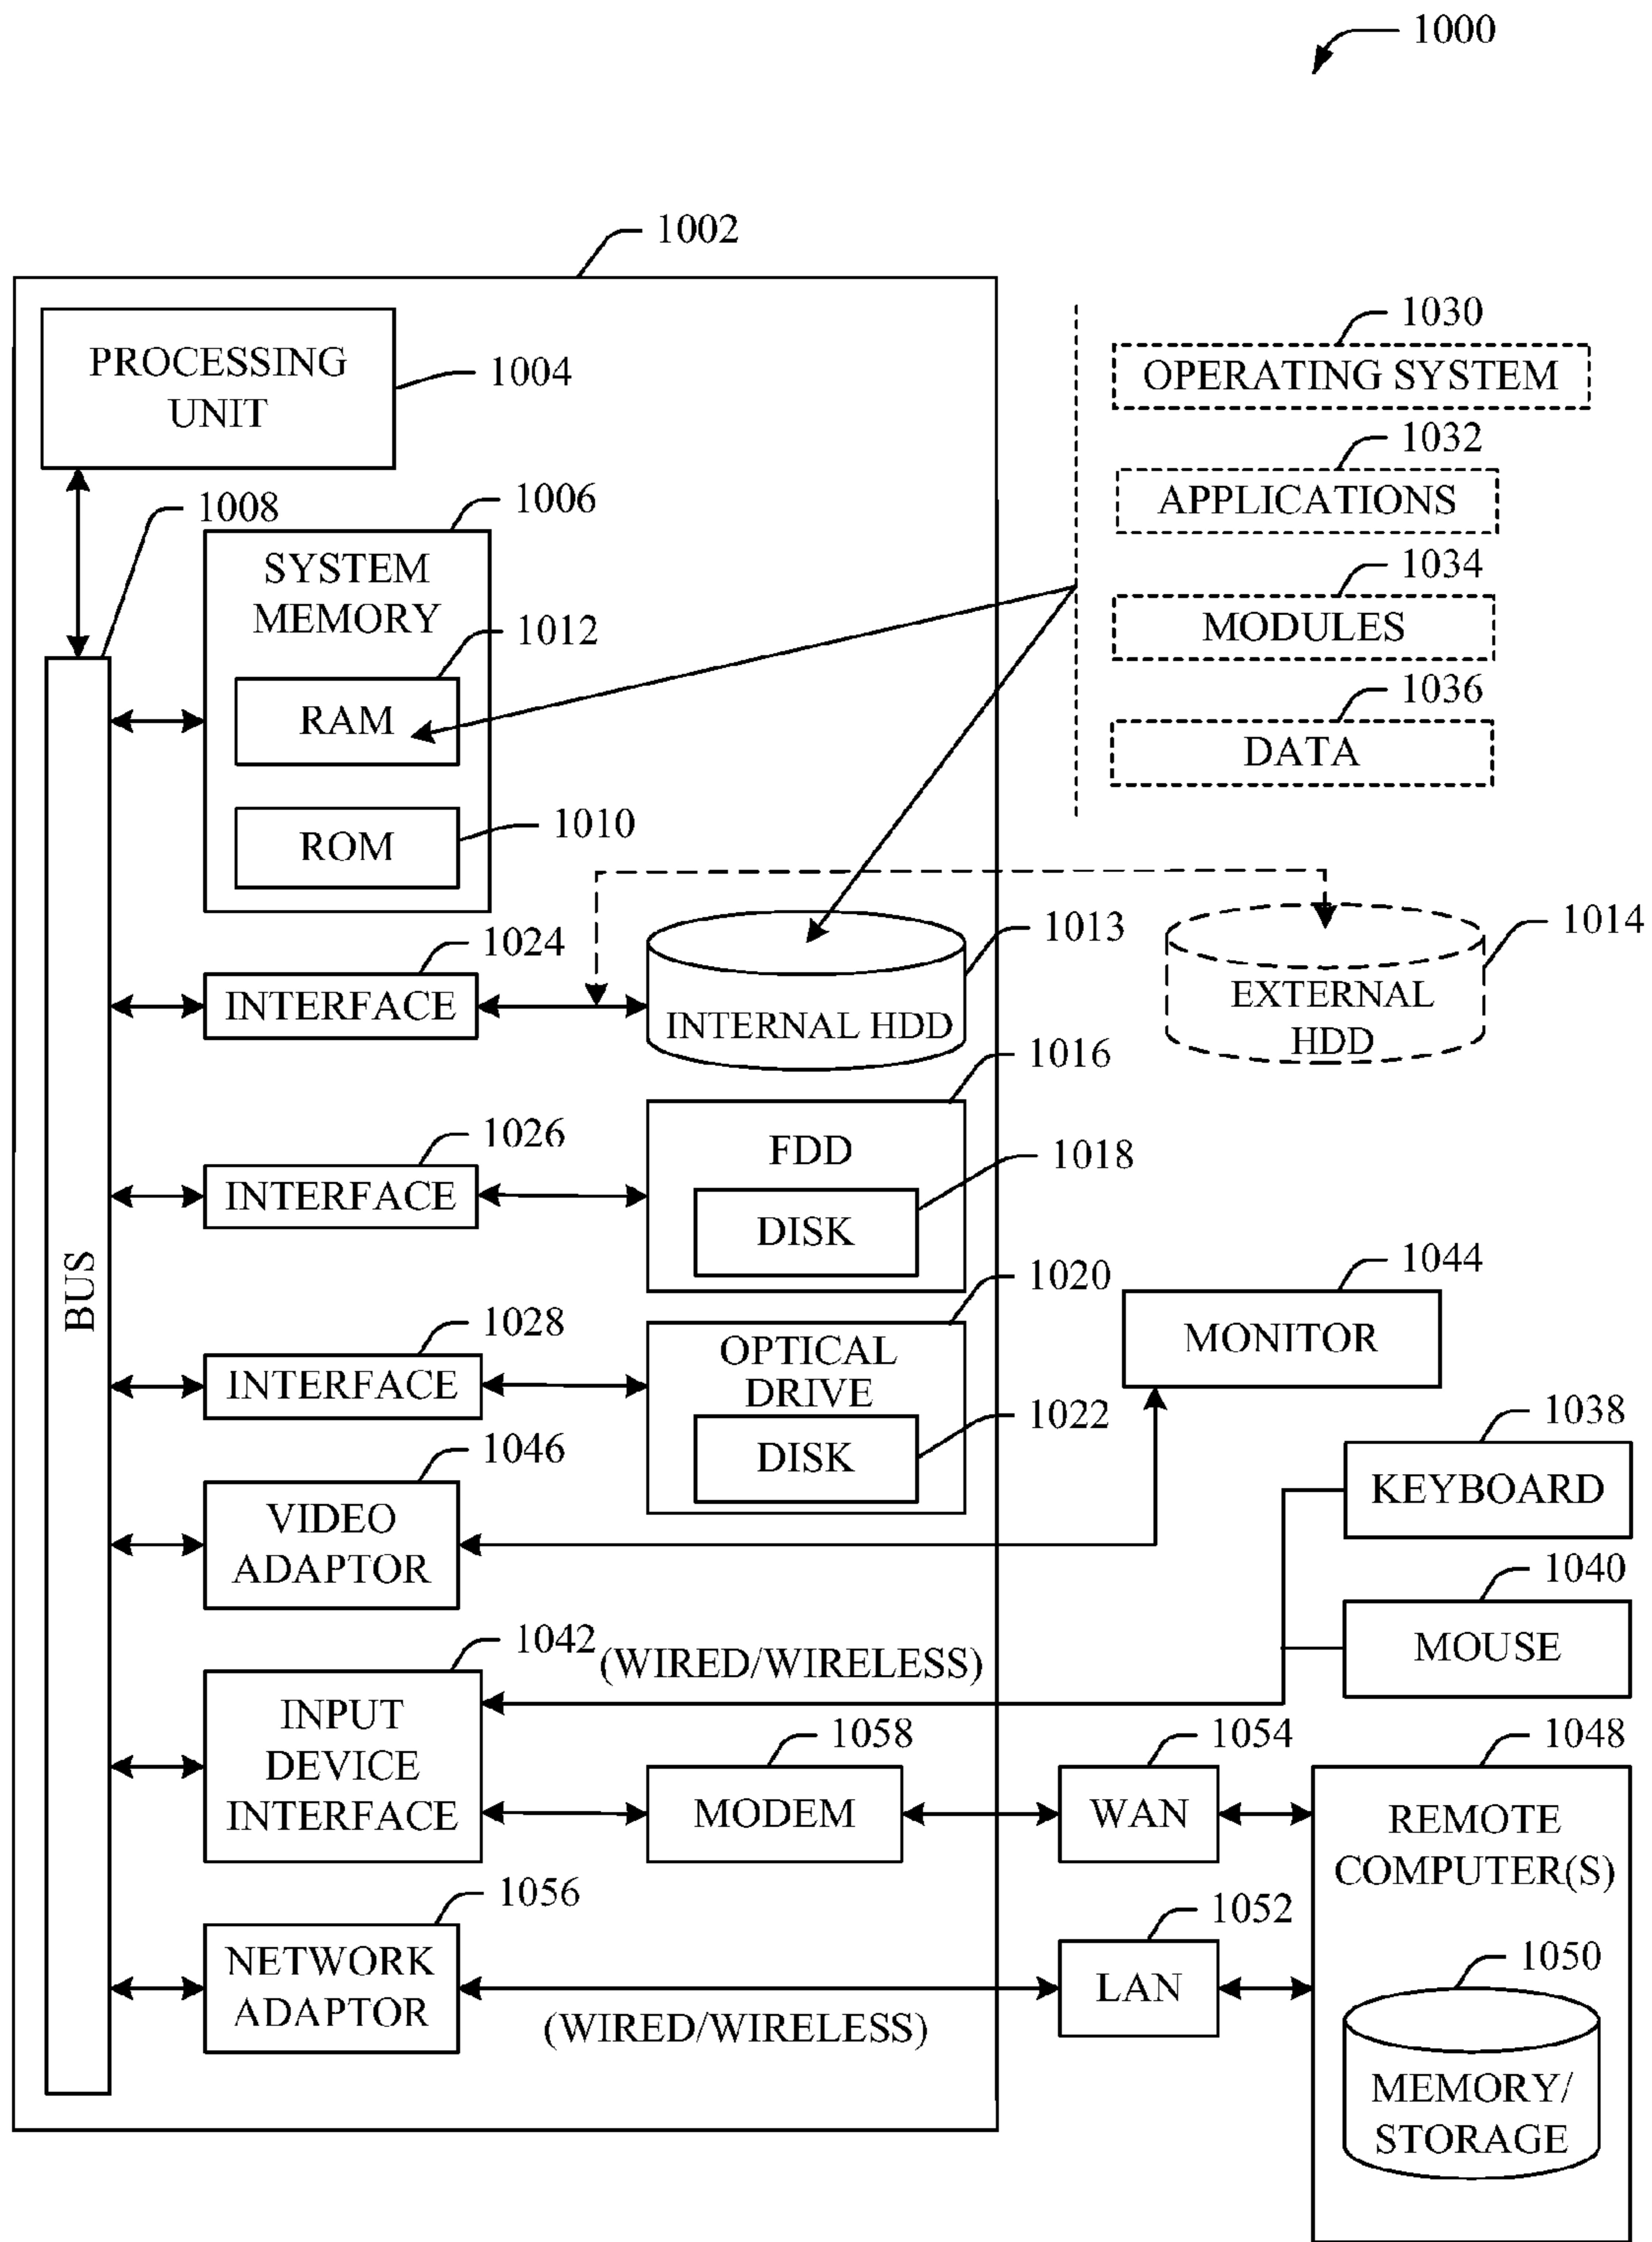 1000
1002
PROCESSING
UNIT
1004
1030
OPERATING SYSTEM
1032
APPLICATIONS
1034
MODULES
1036
DATA
1008
1006
SYSTEM
MEMORY
1012
RAM
1010
ROM
1024
INTERFACE
1013
INTERNAL HDD
1014
EXTERNAL
HDD
1016
FDD
1018
DISK
1026
INTERFACE
BUS
1020
OPTICAL
DRIVE
1022
DISK
1028
INTERFACE
1044
MONITOR
1046
VIDEO
ADAPTOR
1038
KEYBOARD
1040
MOUSE
1042
(WIRED/WIRELESS)
INPUT
DEVICE
INTERFACE
1058
MODEM
1054
WAN
1048
REMOTE
COMPUTER(S)
1056
NETWORK
ADAPTOR
(WIRED/WIRELESS)
1052
LAN
1050
MEMORY/
STORAGE